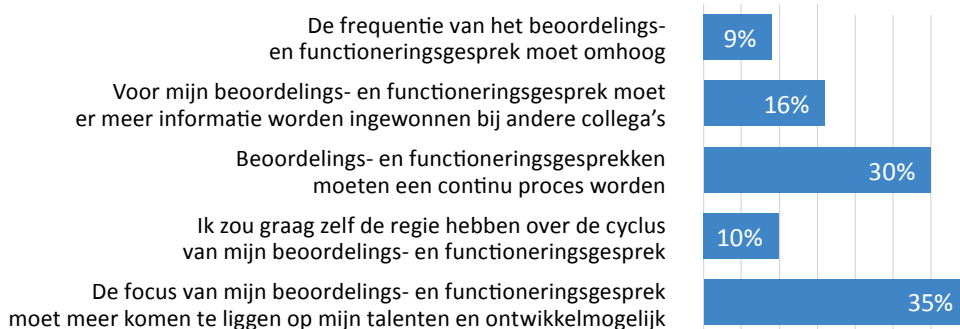 De frequentie van het beoordelings-
en functioneringsgesprek moet omhoog
9%
Voor mijn beoordelings- en functioneringsgesprek moet
er meer informatie worden ingewonnen bij andere collega’s
16%
Beoordelings- en functioneringsgesprekken
moeten een continu proces worden
30%
Ik zou graag zelf de regie hebben over de cyclus
van mijn beoordelings- en functioneringsgesprek
10%
De focus van mijn beoordelings- en functioneringsgesprek
moet meer komen te liggen op mijn talenten en ontwikkelmogelijk
35%